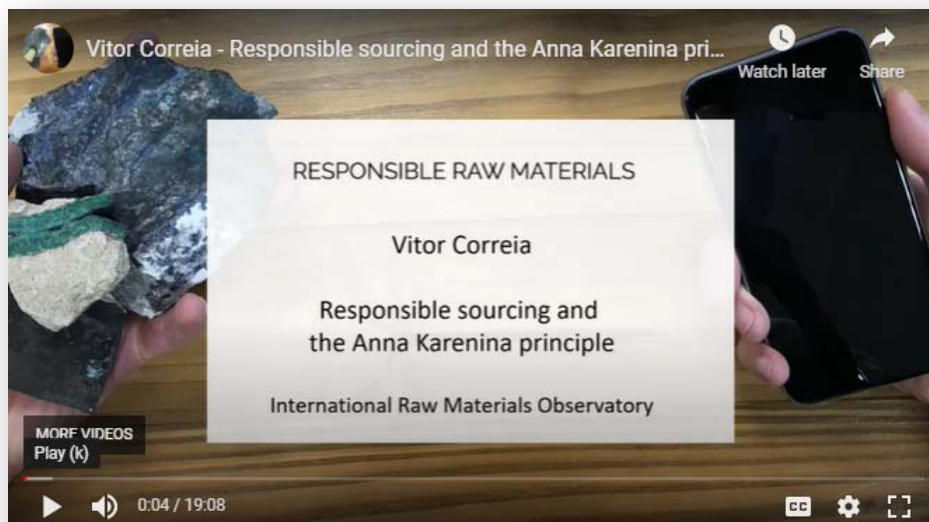 Vitor Correia - Responsible sourcing and the Anna Karenina pri...
Watch later
Share
RESPONSIBLE RAW MATERIALS
Vitor Correia
Responsible sourcing and
the Anna Karenina principle
International Raw Materials Observatory
MORE VIDEOS
Play (k)
0:04 / 19:08
CC